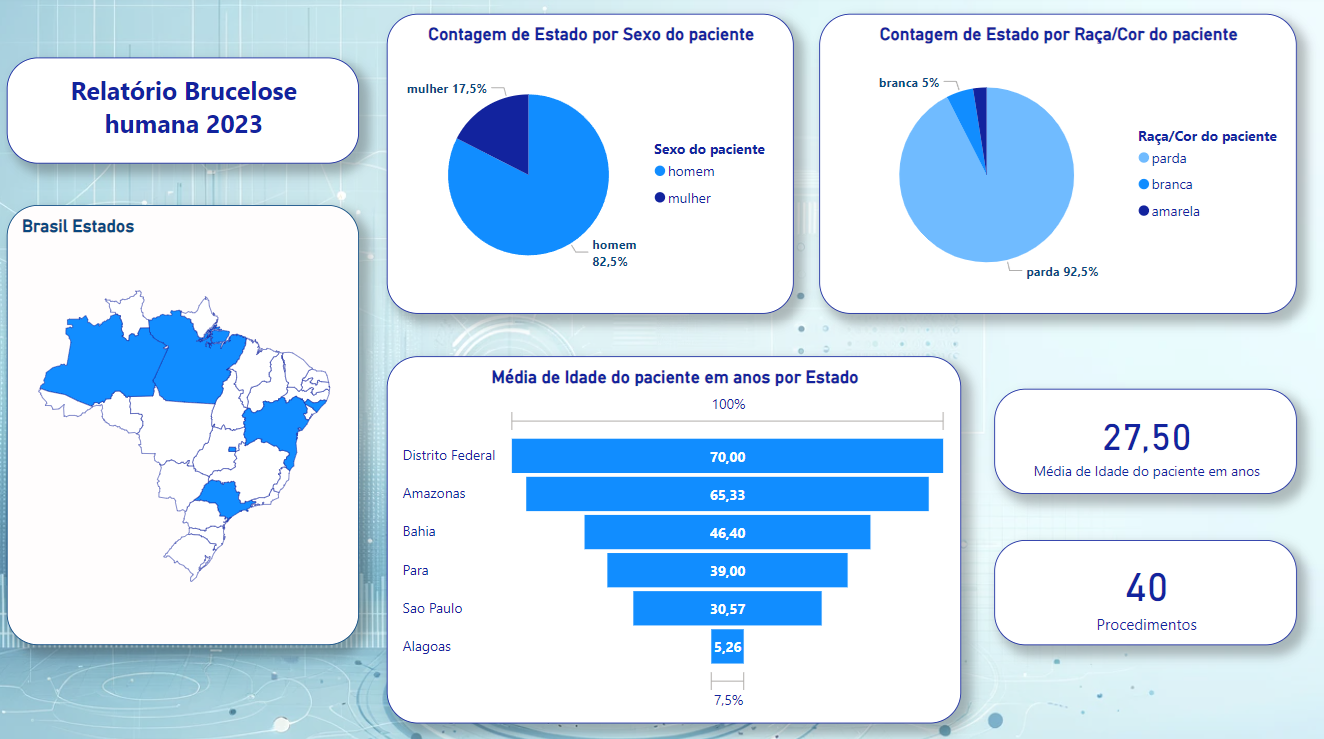 Relatório Brucelose
humana 2023
Brasil Estados
Contagem de Estado por Sexo do paciente
mulher 17,5%
homem
82,5%
Sexo do paciente
homem
mulher
Contagem de Estado por Raça/Cor do paciente
branca 5%
parda 92,5%
Raça/Cor do paciente
parda
branca
amarela
Média de Idade do paciente em anos por Estado
100%
Distrito Federal 70,00
Amazonas 65,33
Bahia 46,40
Para 39,00
Sao Paulo 30,57
Alagoas 5,26
7,5%
27,50
Média de Idade do paciente em anos
40
Procedimentos